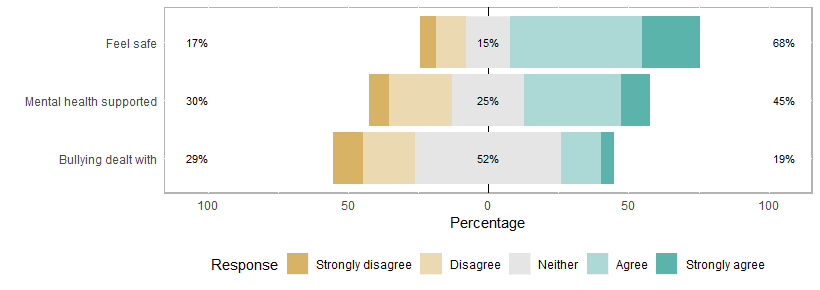 Feel safe 17% 15% 68%
Mental health supported 30% 25% 45%
Bullying dealt with 29% 52% 19%
100 50 0 50 100
Percentage
Response Strongly disagree Disagree Neither Agree Strongly agree